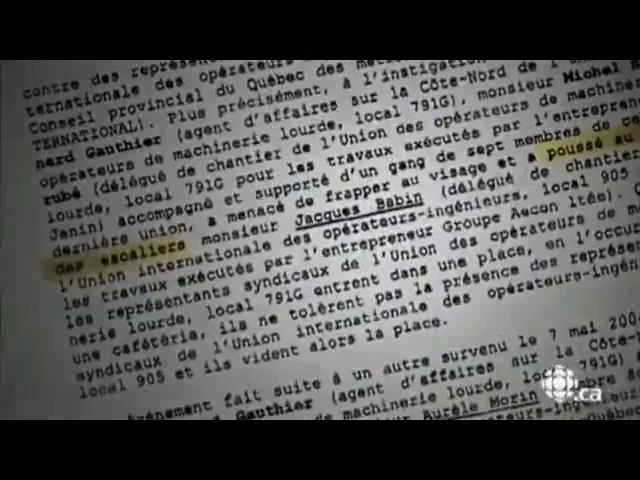 contre des représen
ternationale des opérateurs
Conseil provincial du Québec des mét
TERNATIONAL). Plus précisément, à l'instigation
nard Gauthier (agent d'affaires sur la Côte-Nord de l'U
opérateurs de machinerie lourde, local 791G), monsieur Michel B
rubé (délégué de chantier de l'Union des opérateurs de machine
lourde, local 791G pour les travaux exécutés par l'entrepren
Janin) accompagné et supporté d'un gang de sept membres de ce
dernière union, a menacé de frapper au visage et a poussé au
des escaliers monsieur Jacques Babin (délégué de chantier
l'Union internationale des opérateurs-ingénieurs, local 905
les travaux exécutés par l'entrepreneur Groupe Aecon ltée).
les représentants syndicaux de l'Union des opérateurs de m
nerie lourde, local 791G entrent dans une place, en l'occu
une cafétéria, ils ne tolèrent pas la présence des représe
syndicaux de l'Union internationale des opérateurs-ingén
local 905 et ils vident alors la place.
événement fait suite à un autre survenu le 7 mai 200
Gauthier (agent d'affaires sur la Côte-N
de machinerie lourde, local 791G)
Aurèle Morin
.ca